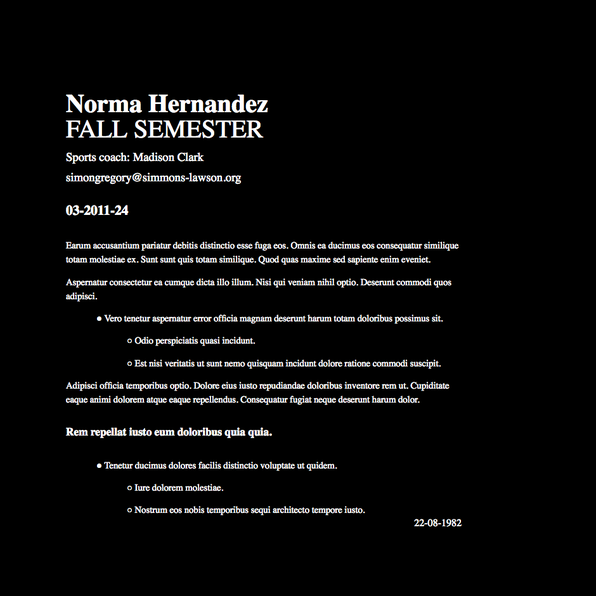 Norma Hernandez
FALL SEMESTER
Sports coach: Madison Clark
simongregory@simmons-lawson.org
03-2011-24
Earum accusantium pariatur debitis distinctio esse fuga eos. Omnis ea ducimus eos consequatur similique
totam molestiae ex. Sunt sunt quis totam similique. Quod quas maxime sed sapiente enim eveniet.
Aspernatur consectetur ea cumque dicta illo illum. Nisi qui veniam nihil optio. Deserunt commodi quos
adipisci.
● Vero tenetur aspernatur error officia magnam deserunt harum totam doloribus possimus sit.
○ Odio perspiciatis quasi incidunt.
○ Est nisi veritatis ut sunt nemo quisquam incidunt dolore ratione commodi suscipit.
Adipisci officia temporibus optio. Dolore eius iusto repudiandae doloribus inventore rem ut. Cupiditate
eaque animi dolorem atque eaque repellendus. Consequatur fugiat neque deserunt harum dolor.
Rem repellat iusto eum doloribus quia quia.
● Tenetur ducimus dolores facilis distinctio voluptate ut quidem.
○ Iure dolorem molestiae.
○ Nostrum eos nobis temporibus sequi architecto tempore iusto.
22-08-1982